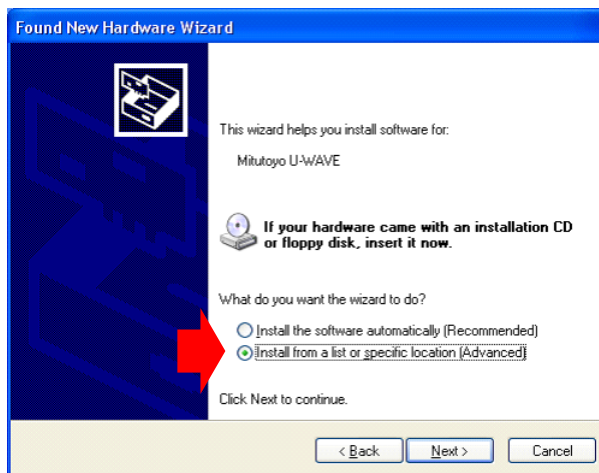 Found New Hardware Wizard
This wizard helps you install software for:
Mitutoyo U-WAVE
If your hardware came with an installation CD
or floppy disk, insert it now.
What do you want the wizard to do?
Install the software automatically (Recommended)
Install from a list or specific location (Advanced)
Click Next to continue.
< Back Next > Cancel